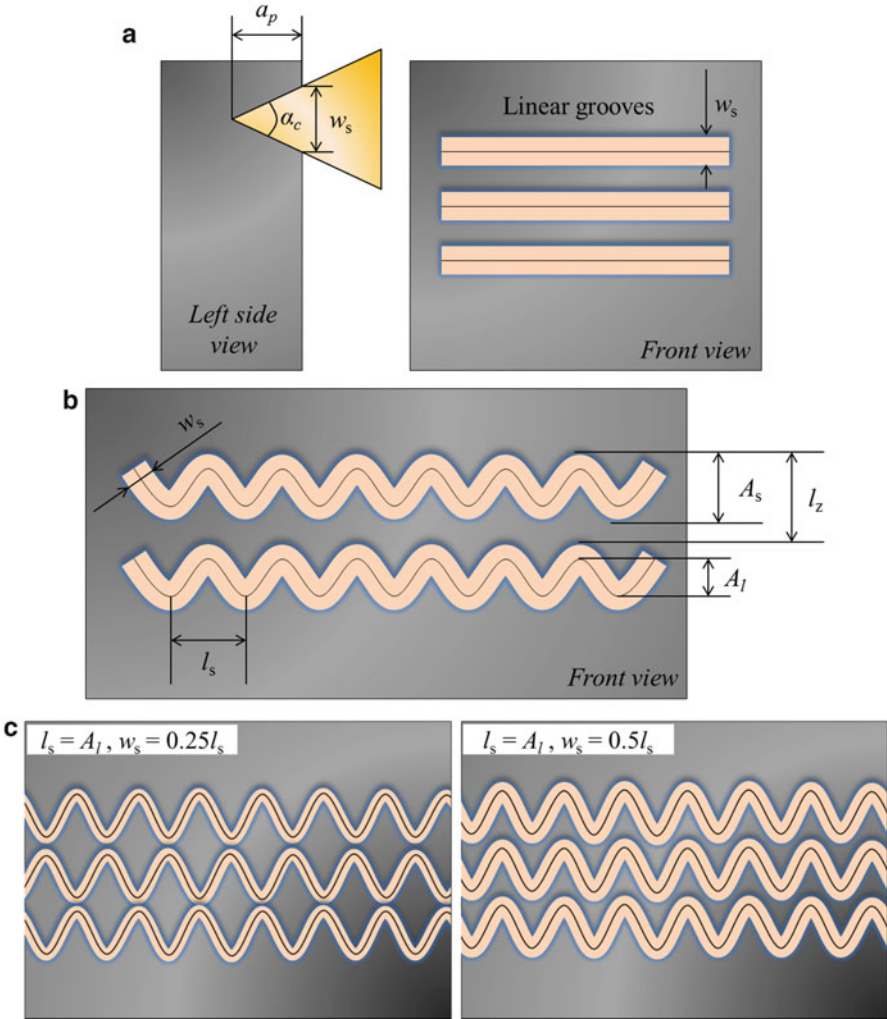 a
a_p
α_c
w_s
Left side
view
Linear grooves
w_s
Front view
b
w_s
A_s
l_z
A_l
l_s
Front view
c
l_s = A_l , w_s = 0.25l_s
l_s = A_l , w_s = 0.5l_s